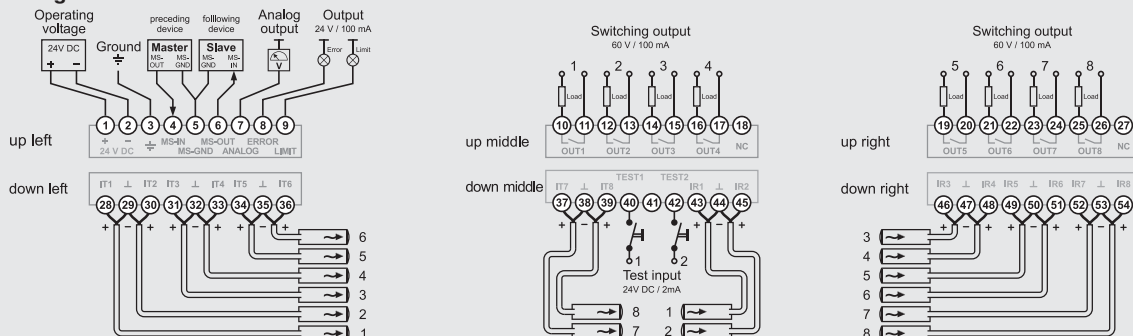 Operating voltage
24V DC
+ −
Ground
preceding device
Master
MS-OUT MS-GND
folllowing device
Slave
MS-GND MS-IN
Analog output
V
Output
24 V / 100 mA
Error Limit
up left
1 2 3 4 5 6 7 8 9
+ − MS-IN MS-OUT ERROR
24 V DC MS-GND ANALOG LIMIT
down left
IT1 ⊥ IT2 IT3 ⊥ IT4 IT5 ⊥ IT6
28 29 30 31 32 33 34 35 36
+ − + + − + + − +
6
5
4
3
2
1
Switching output
60 V / 100 mA
1 2 3 4
Load Load Load Load
up middle
10 11 12 13 14 15 16 17 18
OUT1 OUT2 OUT3 OUT4 NC
down middle
TEST1 TEST2
IT7 ⊥ IT8 IR1 ⊥ IR2
37 38 39 40 41 42 43 44 45
+ − + + − +
1 2
Test input
24V DC / 2mA
8 1
7 2
Switching output
60 V / 100 mA
5 6 7 8
Load Load Load Load
up right
19 20 21 22 23 24 25 26 27
OUT5 OUT6 OUT7 OUT8 NC
down right
IR3 ⊥ IR4 IR5 ⊥ IR6 IR7 ⊥ IR8
46 47 48 49 50 51 52 53 54
+ − + + − + + − +
3
4
5
6
7
8